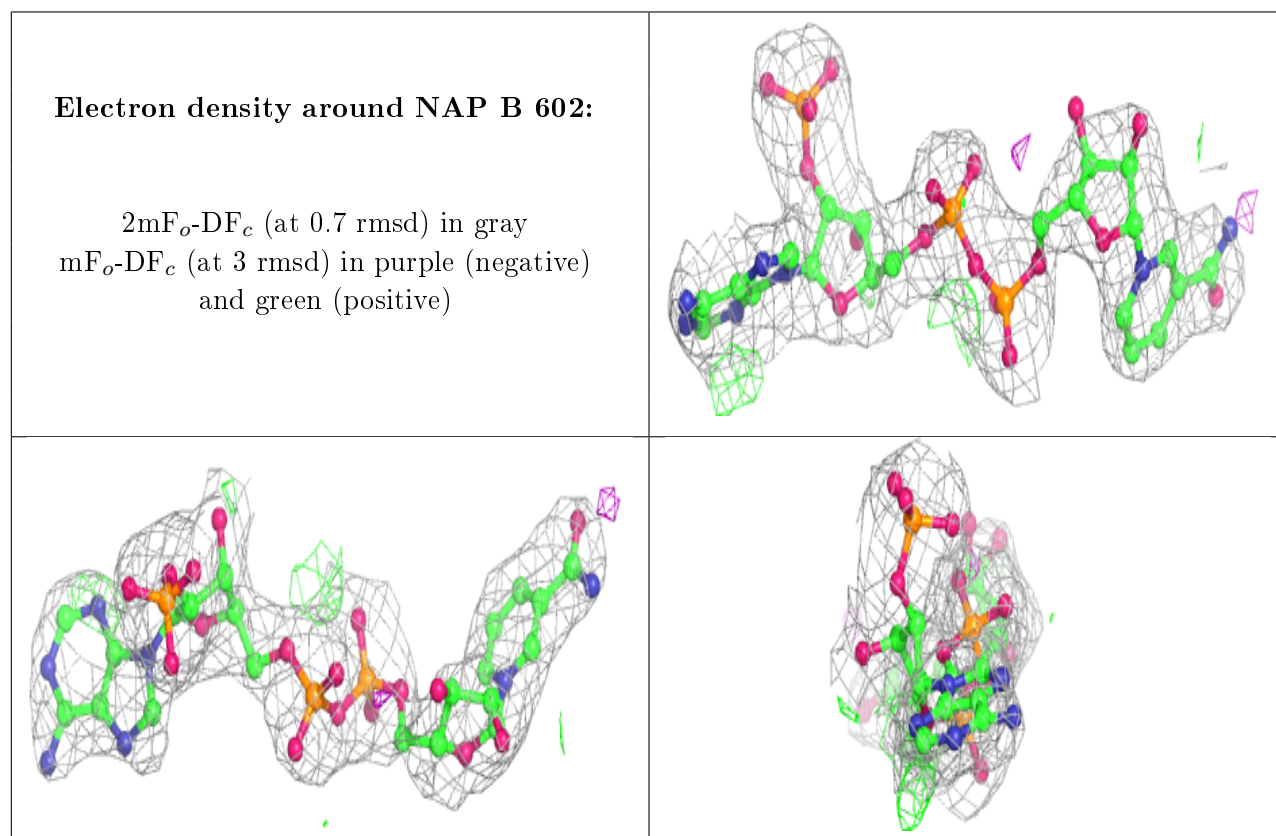 Electron density around NAP B 602:
2mFₒ-DF𝑐 (at 0.7 rmsd) in gray
mFₒ-DF𝑐 (at 3 rmsd) in purple (negative)
and green (positive)